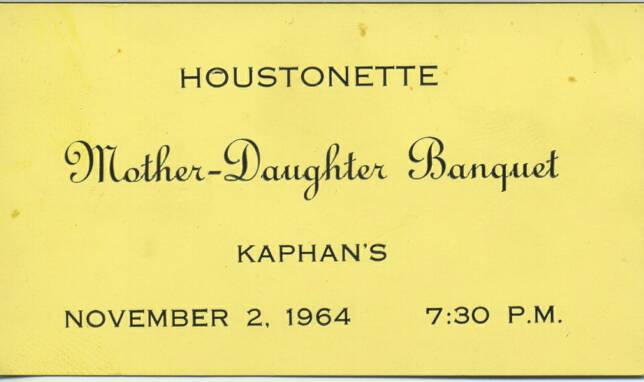 HOUSTONETTE
Mother-Daughter Banquet
KAPHAN'S
NOVEMBER 2, 1964 7:30 P.M.